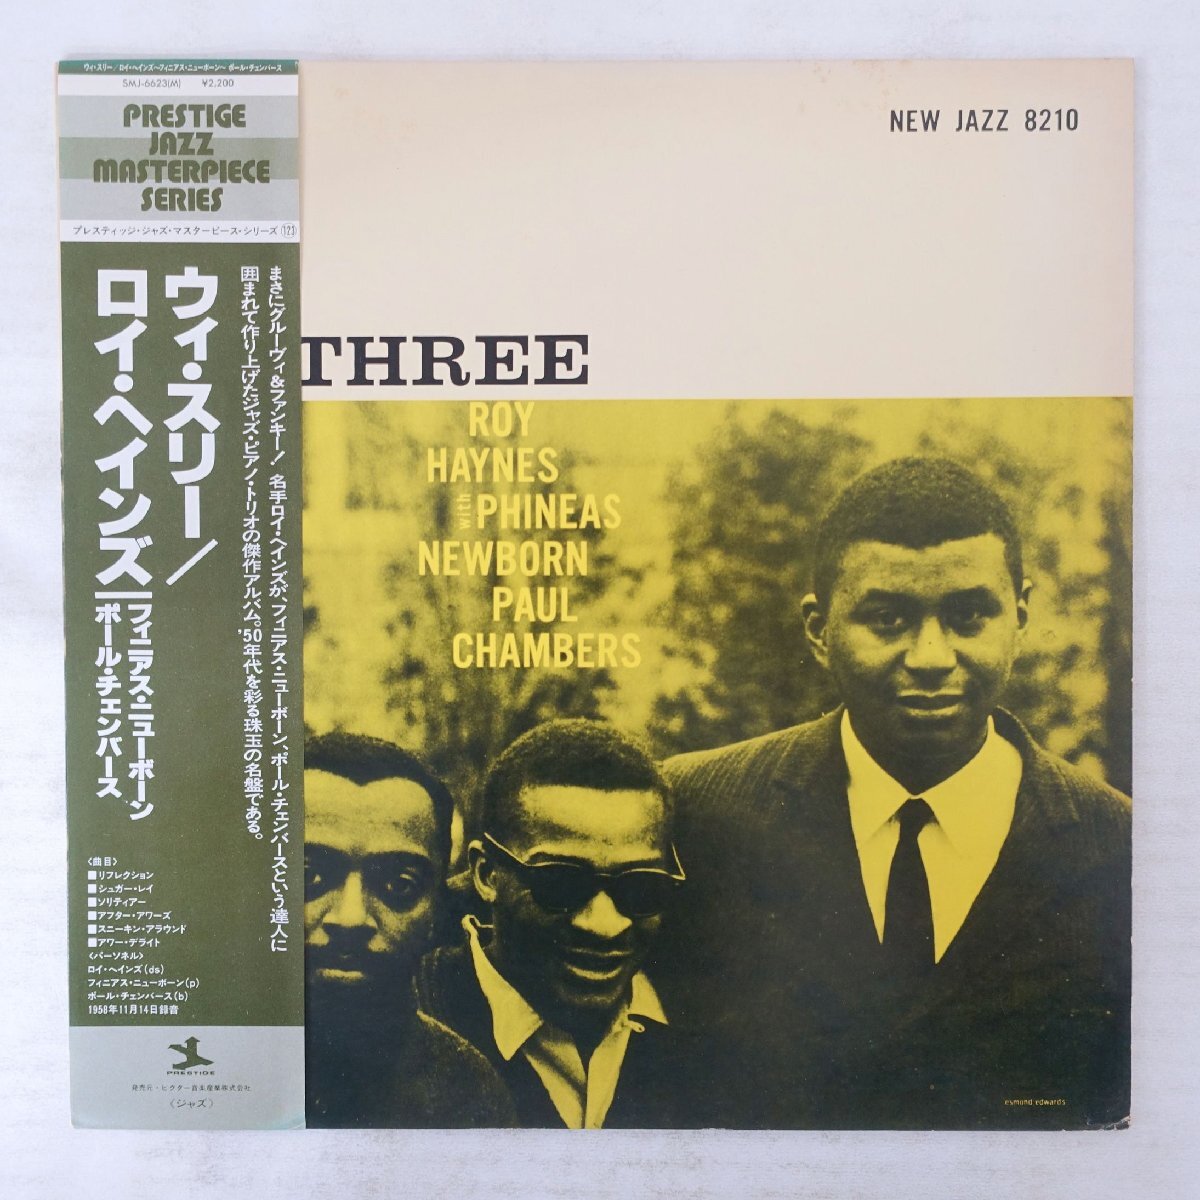 ウィ・スリー/ロイ・ヘインズ〜フィニアス・ニューボーン〜ポール・チェンバース
SMJ-6623(M) ¥2,200
PRESTIGE
JAZZ
MASTERPIECE
SERIES
プレスティッジ・ジャズ・マスターピース・シリーズ 123
まさにグルーヴィ&ファンキー! 名手ロイ・ヘインズが、フィニアス・ニューボーン、ポール・チェンバースという達人に
囲まれて作り上げたジャズ・ピアノ・トリオの傑作アルバム。'50年代を彩る珠玉の名盤である。
ウィ・スリー/
ロイ・ヘインズ
フィニアス・ニューボーン
ポール・チェンバース
〈曲目〉
■リフレクション
■シュガー・レイ
■ソリティアー
■アフター・アワーズ
■スニーキン・アラウンド
■アワー・デライト
〈パーソネル〉
ロイ・ヘインズ(ds)
フィニアス・ニューボーン(p)
ポール・チェンバース(b)
1958年11月14日録音
PRESTIGE
発売元・ビクター音楽産業株式会社
〈ジャズ〉
NEW JAZZ 8210
THREE
ROY
HAYNES
with PHINEAS
NEWBORN
PAUL
CHAMBERS
esmond edwards